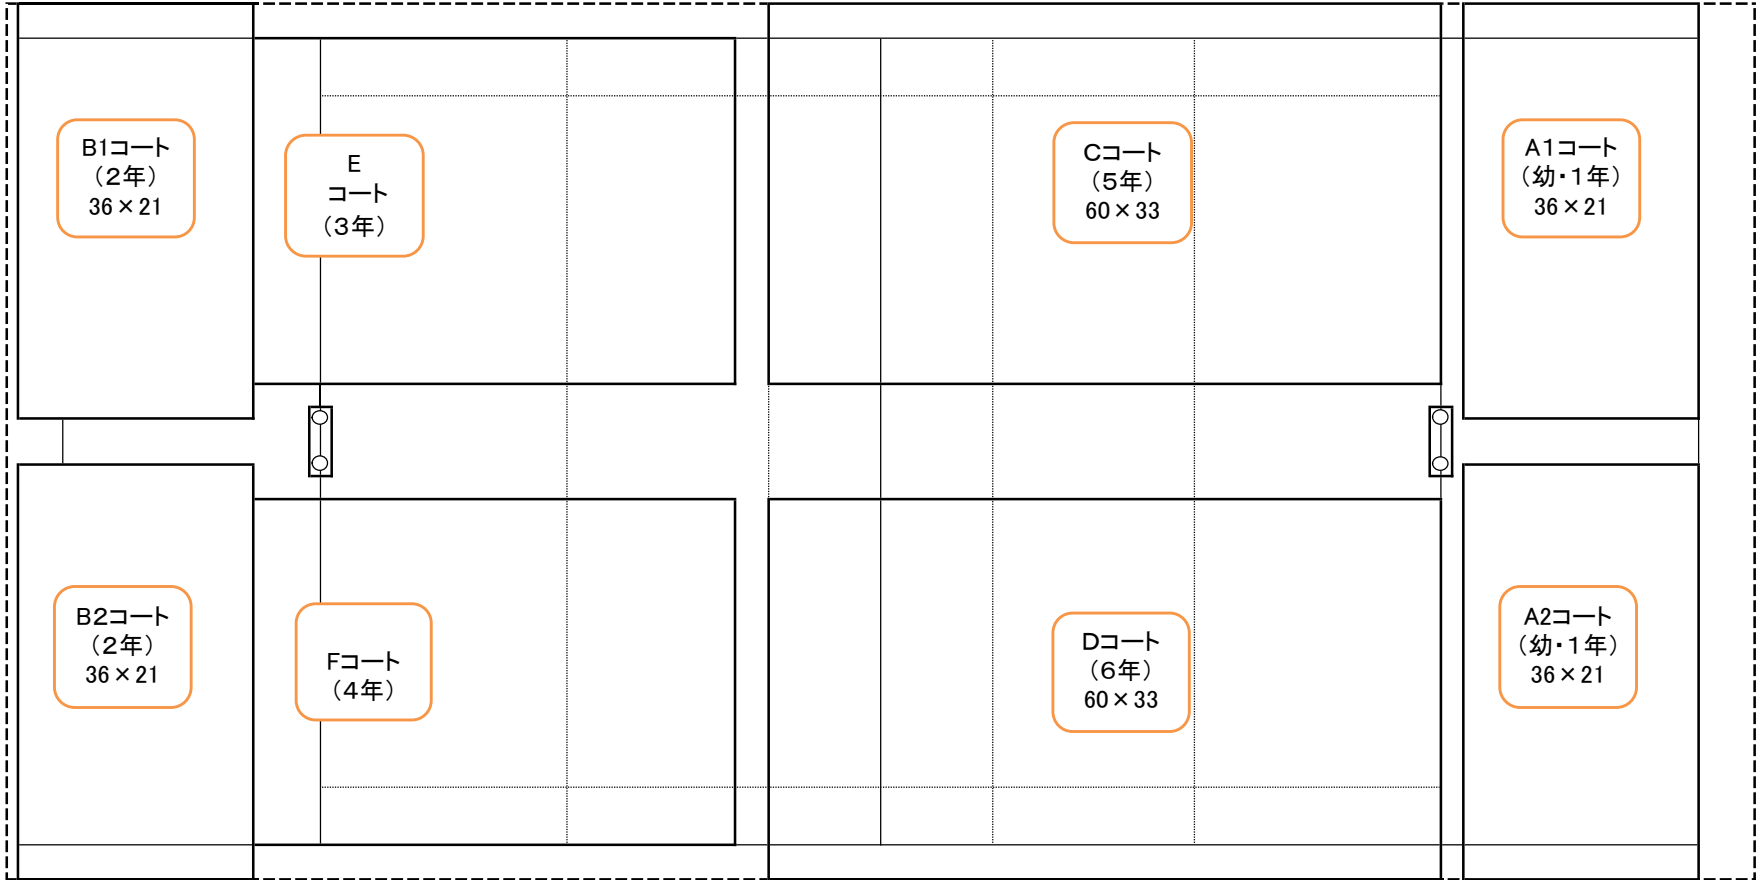 B1コート
（２年）
36×21
E
コート
（３年）
Cコート
（５年）
60×33
A１コート
（幼・１年）
36×21
B２コート
（２年）
36×21
Fコート
（４年）
Dコート
（６年）
60×33
A2コート
（幼・１年）
36×21